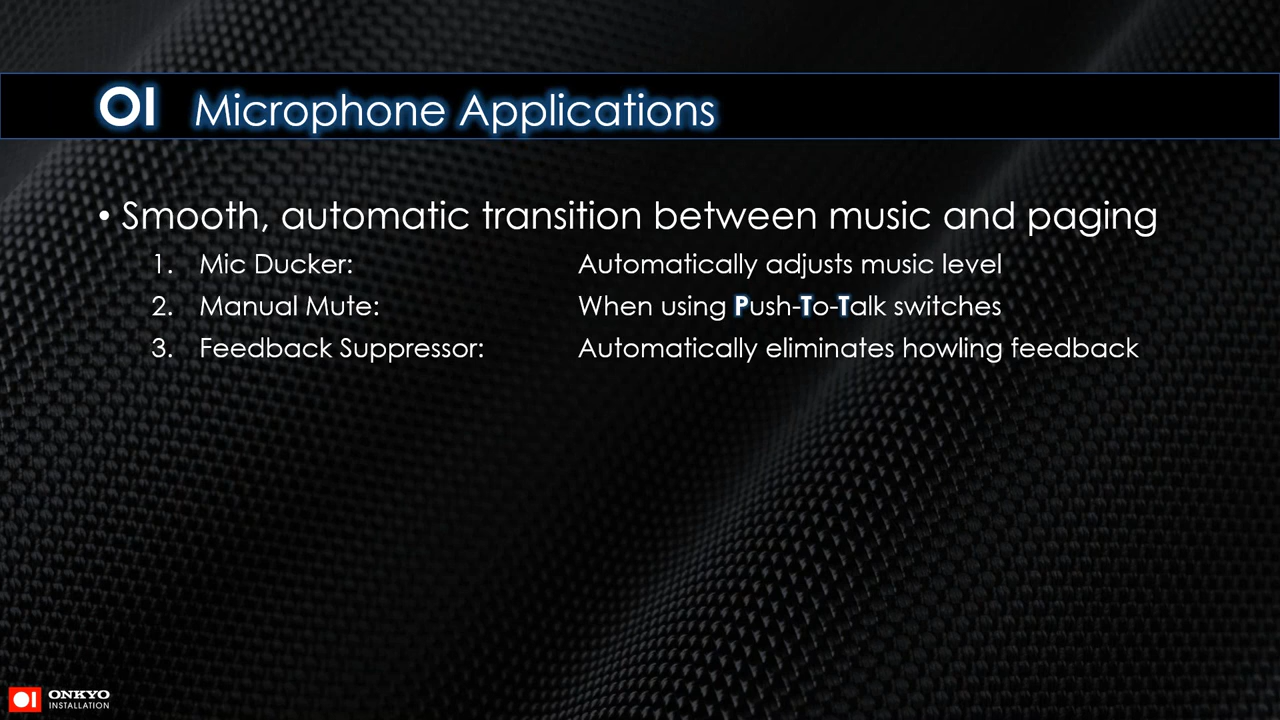 OI Microphone Applications
• Smooth, automatic transition between music and paging
1. Mic Ducker: Automatically adjusts music level
2. Manual Mute: When using Push-To-Talk switches
3. Feedback Suppressor: Automatically eliminates howling feedback
OI ONKYO
INSTALLATION